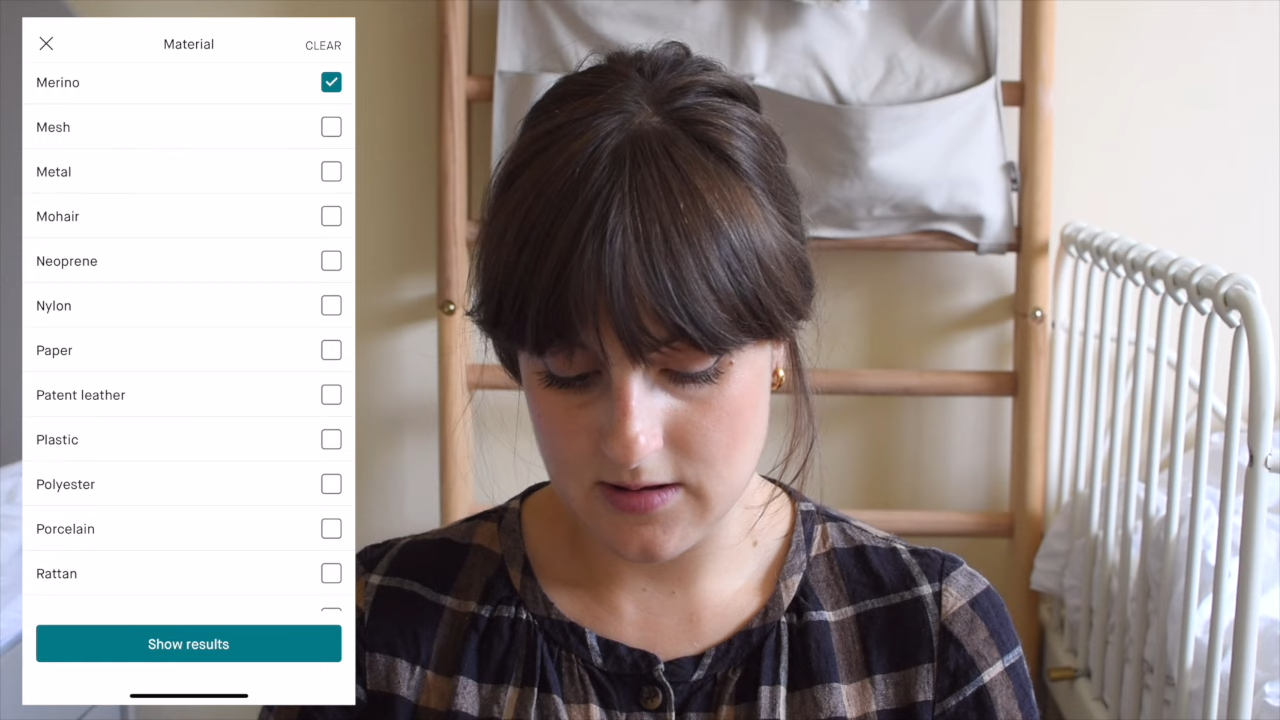 Material
CLEAR
Merino
Mesh
Metal
Mohair
Neoprene
Nylon
Paper
Patent leather
Plastic
Polyester
Porcelain
Rattan
Show results